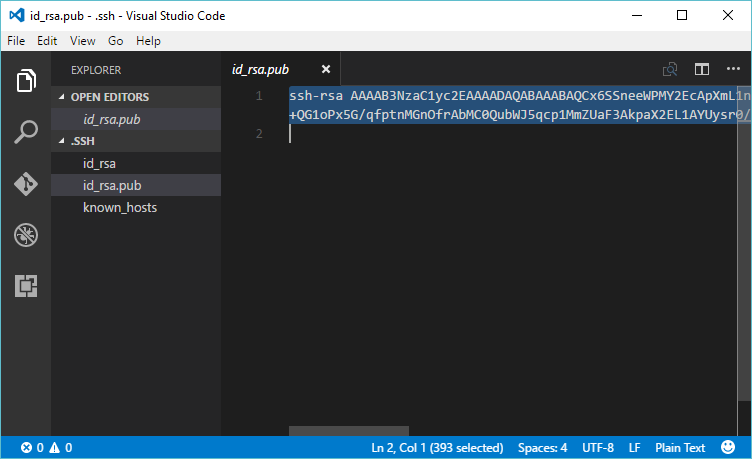 id_rsa.pub - .ssh - Visual Studio Code
File Edit View Go Help
EXPLORER
OPEN EDITORS
id_rsa.pub
.SSH
id_rsa
id_rsa.pub
known_hosts
id_rsa.pub
1 ssh-rsa AAAAB3NzaC1yc2EAAAADAQABAAABAQCx6SSneeWPMY2EcApXmL1n
+QG1oPx5G/qfptnMGnOfrAbMC0QubWJ5qcp1MmZUaF3AkpaX2EL1AYUysr0/
2
0 0
Ln 2, Col 1 (393 selected) Spaces: 4 UTF-8 LF Plain Text